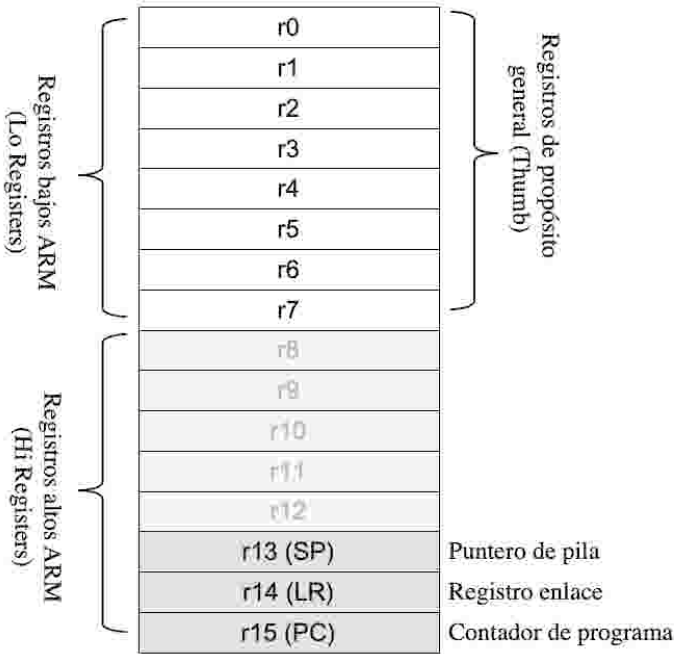 r0
r1
r2
r3
r4
r5
r6
r7
r8
r9
r10
r11
r12
r13 (SP)
r14 (LR)
r15 (PC)
Registros bajos ARM
(Lo Registers)
Registros altos ARM
(Hi Registers)
Registros de propósito
general (Thumb)
Puntero de pila
Registro enlace
Contador de programa